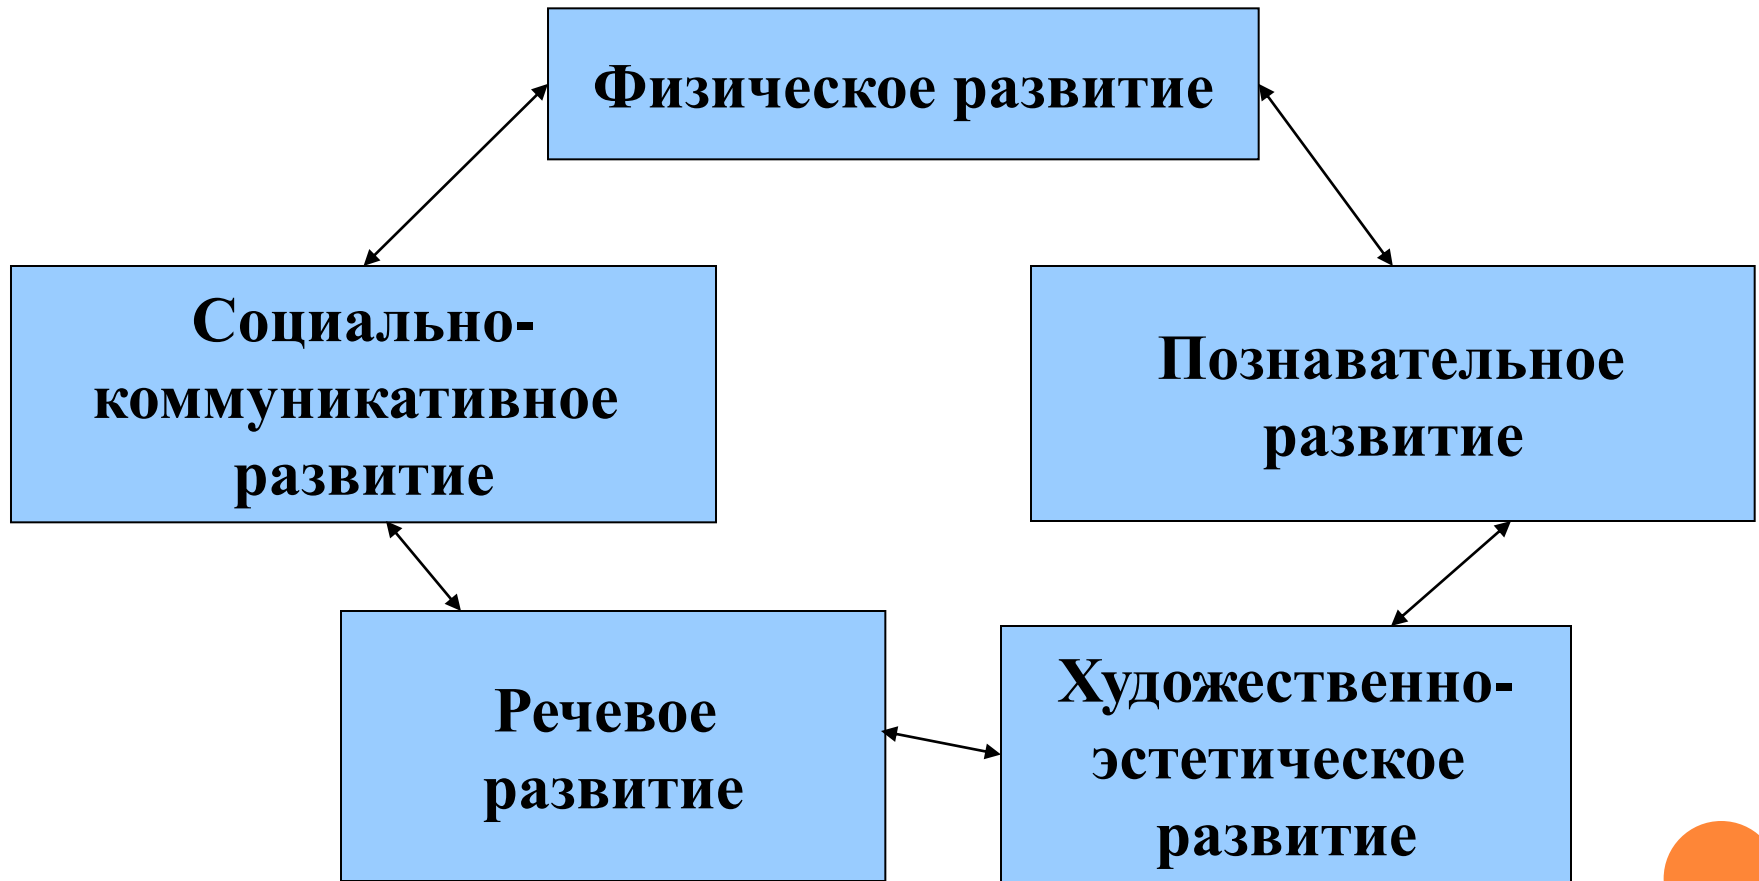 Физическое развитие
Социально-
коммуникативное
развитие
Познавательное
развитие
Речевое
развитие
Художественно-
эстетическое
развитие